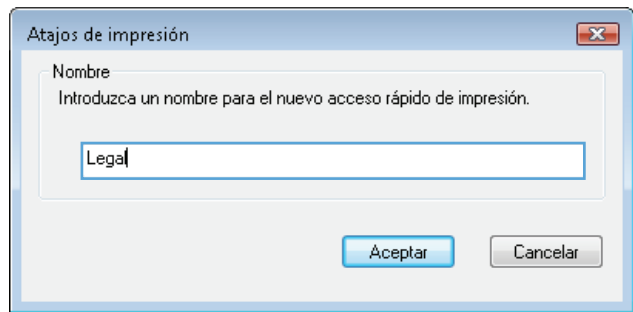 Atajos de impresión
Nombre
Introduzca un nombre para el nuevo acceso rápido de impresión.
Legal
Aceptar Cancelar